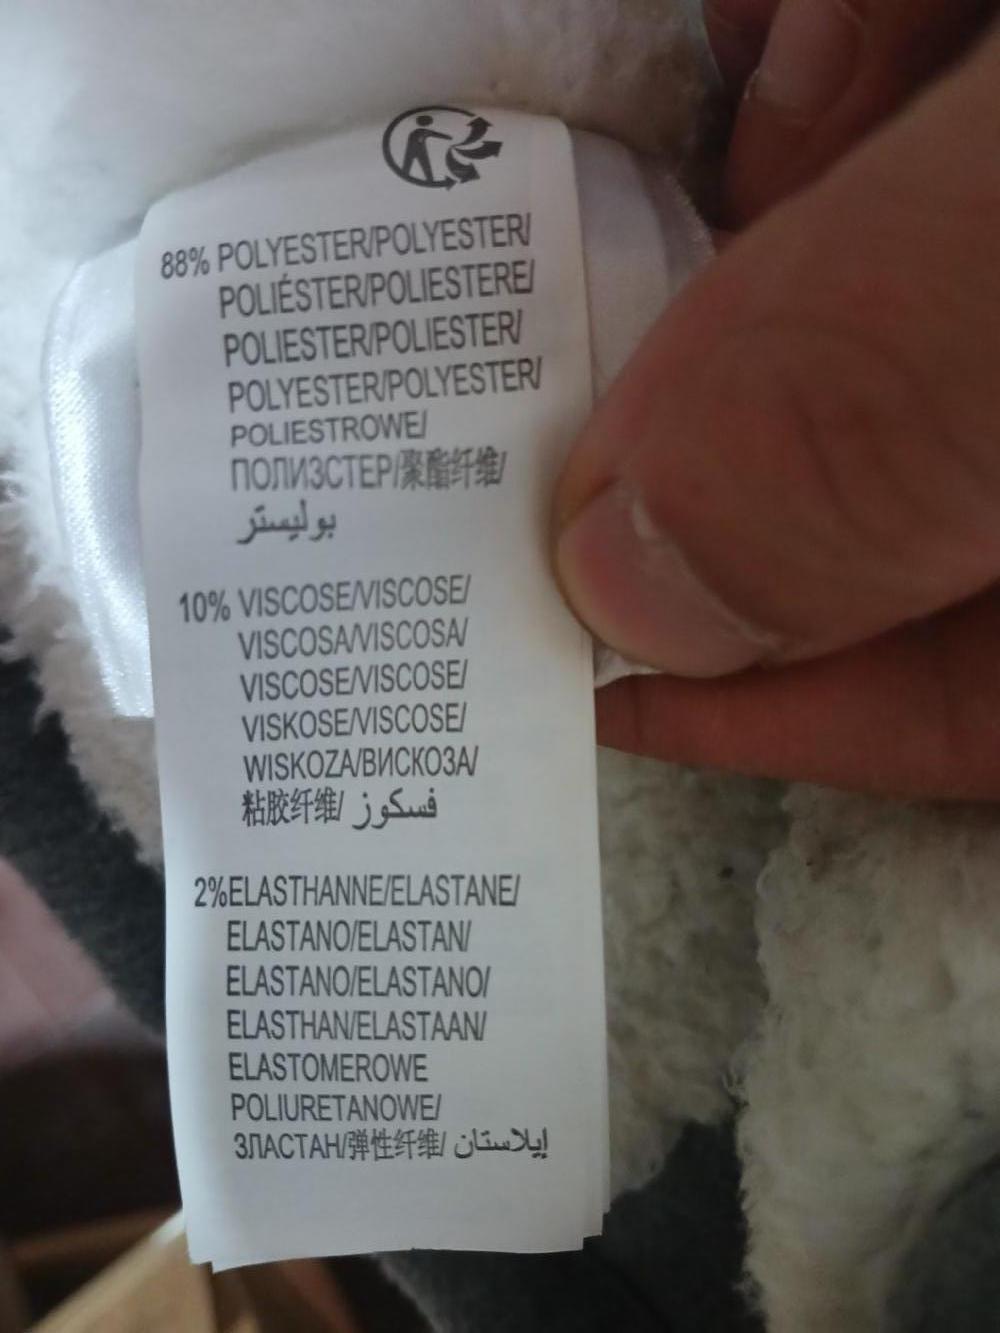 88% POLYESTER/POLYESTER/
POLIÉSTER/POLIESTERE/
POLIESTER/POLIESTER/
POLYESTER/POLYESTER/
POLIESTROWE/
ПОЛИЗСТЕР/聚酯纤维/
بوليستر
10% VISCOSE/VISCOSE/
VISCOSA/VISCOSA/
VISCOSE/VISCOSE/
VISKOSE/VISCOSE/
WISKOZA/ВИСКОЗА/
粘胶纤维/ فسكوز
2%ELASTHANNE/ELASTANE/
ELASTANO/ELASTAN/
ELASTANO/ELASTANO/
ELASTHAN/ELASTAAN/
ELASTOMEROWE
POLIURETANOWE/
ЗЛАСТАН/弹性纤维/ إيلاستان